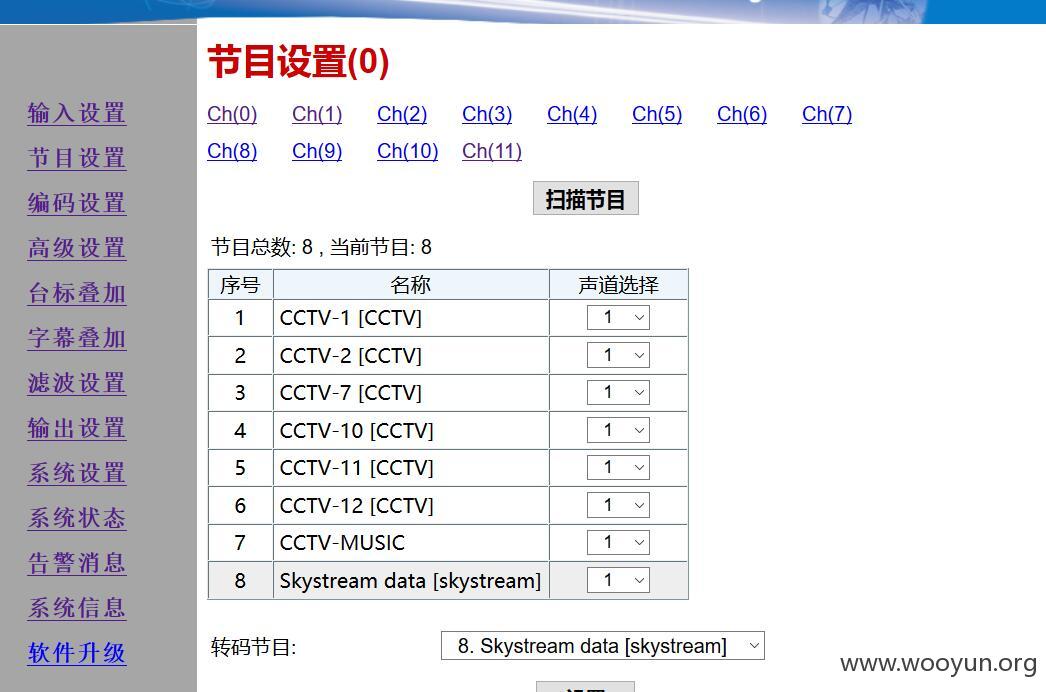 节目设置(0)
Ch(0) Ch(1) Ch(2) Ch(3) Ch(4) Ch(5) Ch(6) Ch(7)
Ch(8) Ch(9) Ch(10) Ch(11)
输入设置
节目设置
编码设置
高级设置
台标叠加
字幕叠加
滤波设置
输出设置
系统设置
系统状态
告警消息
系统信息
软件升级
扫描节目
节目总数: 8 , 当前节目: 8
序号 名称 声道选择
1 CCTV-1 [CCTV] 1
2 CCTV-2 [CCTV] 1
3 CCTV-7 [CCTV] 1
4 CCTV-10 [CCTV] 1
5 CCTV-11 [CCTV] 1
6 CCTV-12 [CCTV] 1
7 CCTV-MUSIC 1
8 Skystream data [skystream] 1
转码节目: 8. Skystream data [skystream]
www.wooyun.org